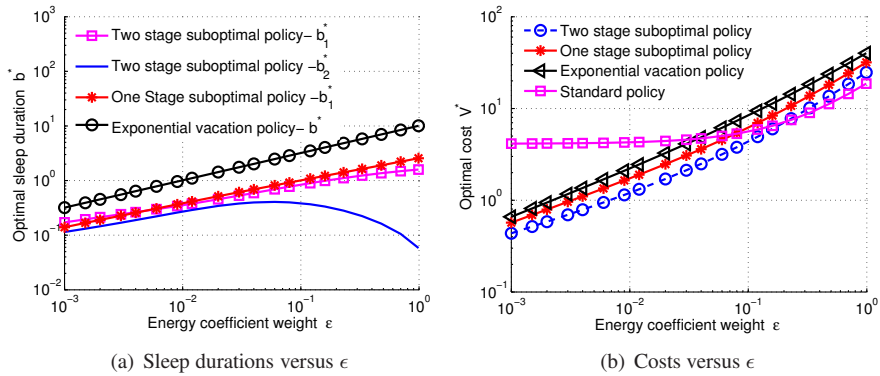 10^3
10^2
10^1
10^0
10^-1
10^-2
Optimal sleep duration b^*
Two stage suboptimal policy– b_1^*
Two stage suboptimal policy –b_2^*
One Stage suboptimal policy –b_1^*
Exponential vacation policy– b^*
10^-3
10^-2
10^-1
10^0
Energy coefficient weight ε
(a) Sleep durations versus ϵ
10^2
10^1
10^0
10^-1
Optimal cost V^*
Two stage suboptimal policy
One stage suboptimal policy
Exponential vacation policy
Standard policy
10^-3
10^-2
10^-1
10^0
Energy coefficient weight ε
(b) Costs versus ϵ